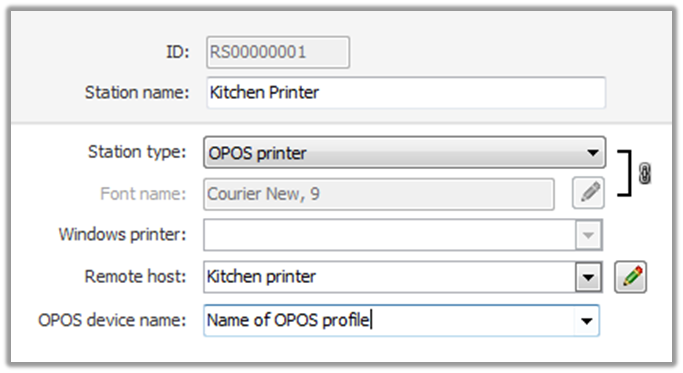 ID: RS00000001
Station name: Kitchen Printer
Station type: OPOS printer
Font name: Courier New, 9
Windows printer:
Remote host: Kitchen printer
OPOS device name: Name of OPOS profile